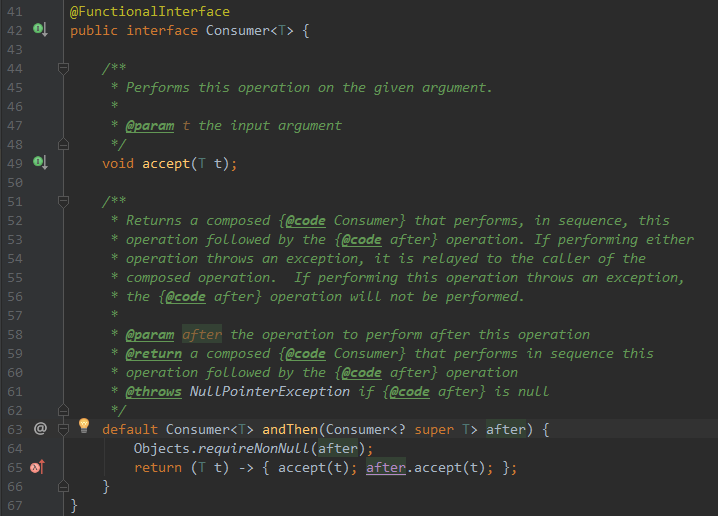 41 @FunctionalInterface
42 public interface Consumer<T> {
43
44 /**
45 * Performs this operation on the given argument.
46 *
47 * @param t the input argument
48 */
49 void accept(T t);
50
51 /**
52 * Returns a composed {@code Consumer} that performs, in sequence, this
53 * operation followed by the {@code after} operation. If performing either
54 * operation throws an exception, it is relayed to the caller of the
55 * composed operation.  If performing this operation throws an exception,
56 * the {@code after} operation will not be performed.
57 *
58 * @param after the operation to perform after this operation
59 * @return a composed {@code Consumer} that performs in sequence this
60 * operation followed by the {@code after} operation
61 * @throws NullPointerException if {@code after} is null
62 */
63 @ default Consumer<T> andThen(Consumer<? super T> after) {
64 Objects.requireNonNull(after);
65 return (T t) -> { accept(t); after.accept(t); };
66 }
67 }